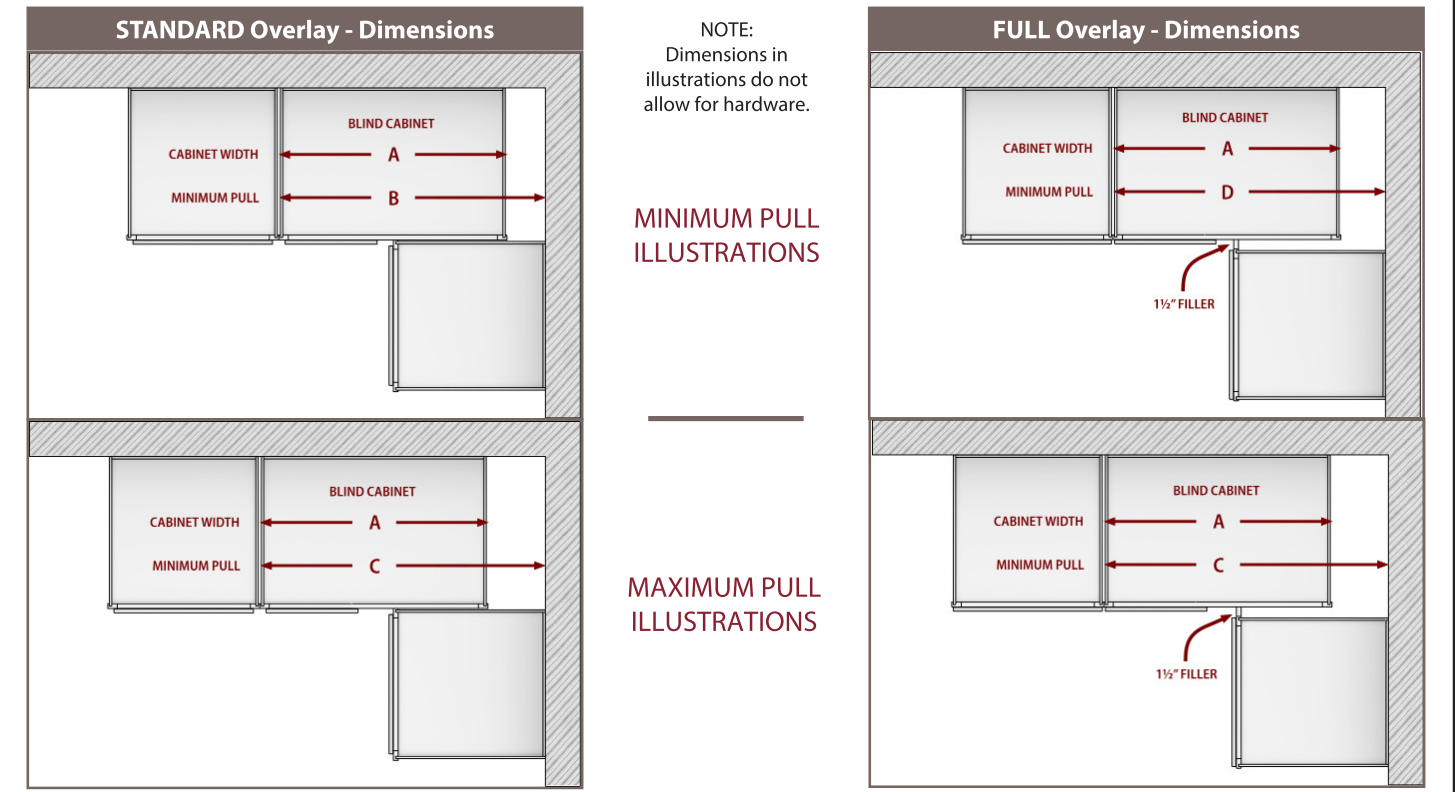 STANDARD Overlay - Dimensions
BLIND CABINET
CABINET WIDTH A
MINIMUM PULL B
NOTE:
Dimensions in
illustrations do not
allow for hardware.
MINIMUM PULL
ILLUSTRATIONS
FULL Overlay - Dimensions
BLIND CABINET
CABINET WIDTH A
MINIMUM PULL D
1½" FILLER
BLIND CABINET
CABINET WIDTH A
MINIMUM PULL C
MAXIMUM PULL
ILLUSTRATIONS
BLIND CABINET
CABINET WIDTH A
MINIMUM PULL C
1½" FILLER